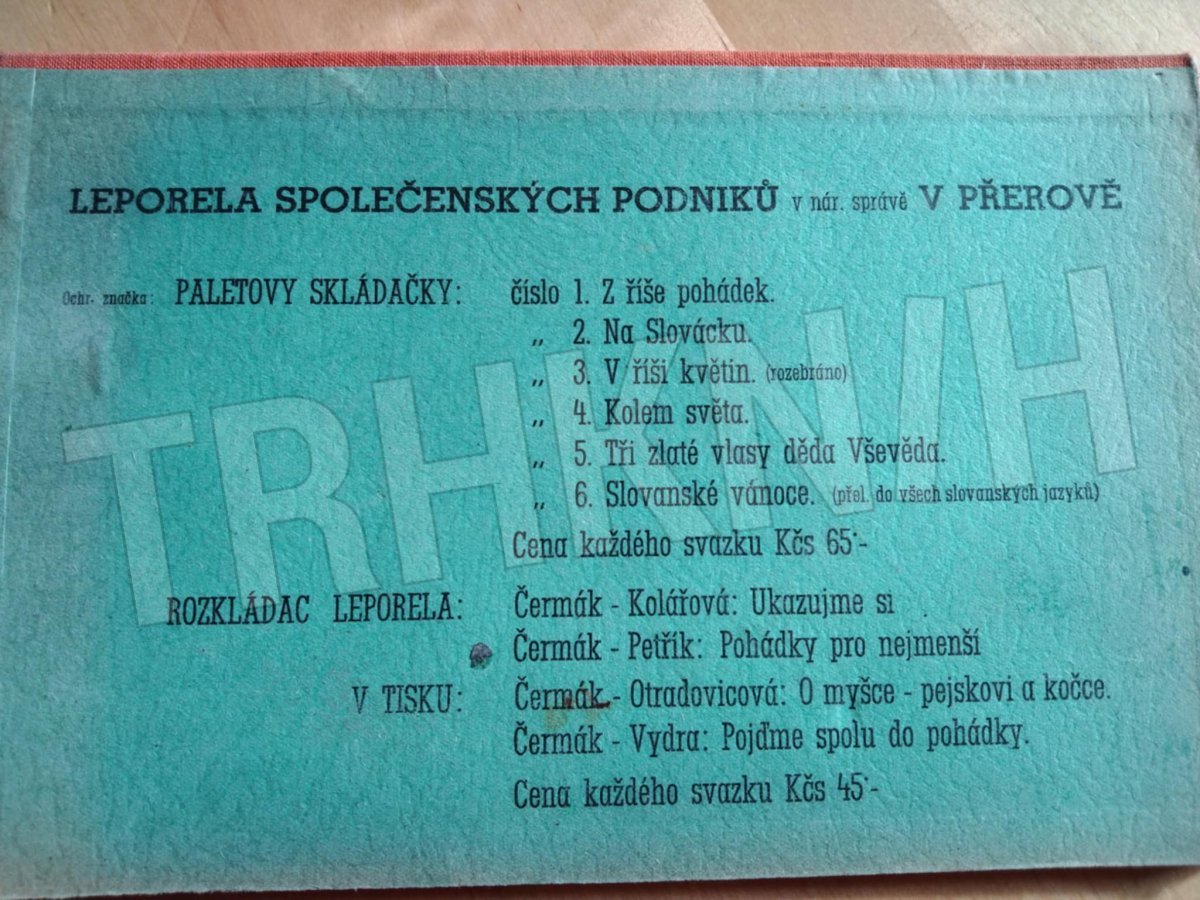 LEPORELA SPOLEČENSKÝCH PODNIKŮ v nár. správě V PŘEROVĚ
Ochr. značka: PALETOVY SKLÁDAČKY: číslo 1. Z říše pohádek.
„ 2. Na Slovácku.
„ 3. V říši květin. (rozebráno)
„ 4. Kolem světa.
„ 5. Tři zlaté vlasy děda Vševěda.
„ 6. Slovanské vánoce. (přel. do všech slovanských jazyků)
Cena každého svazku Kčs 65·-
ROZKLÁDAC LEPORELA: Čermák - Kolářová: Ukazujme si
Čermák - Petřík: Pohádky pro nejmenší
V TISKU: Čermák - Otradovicová: O myšce - pejskovi a kočce.
Čermák - Vydra: Pojďme spolu do pohádky.
Cena každého svazku Kčs 45·-
TRHKNIH